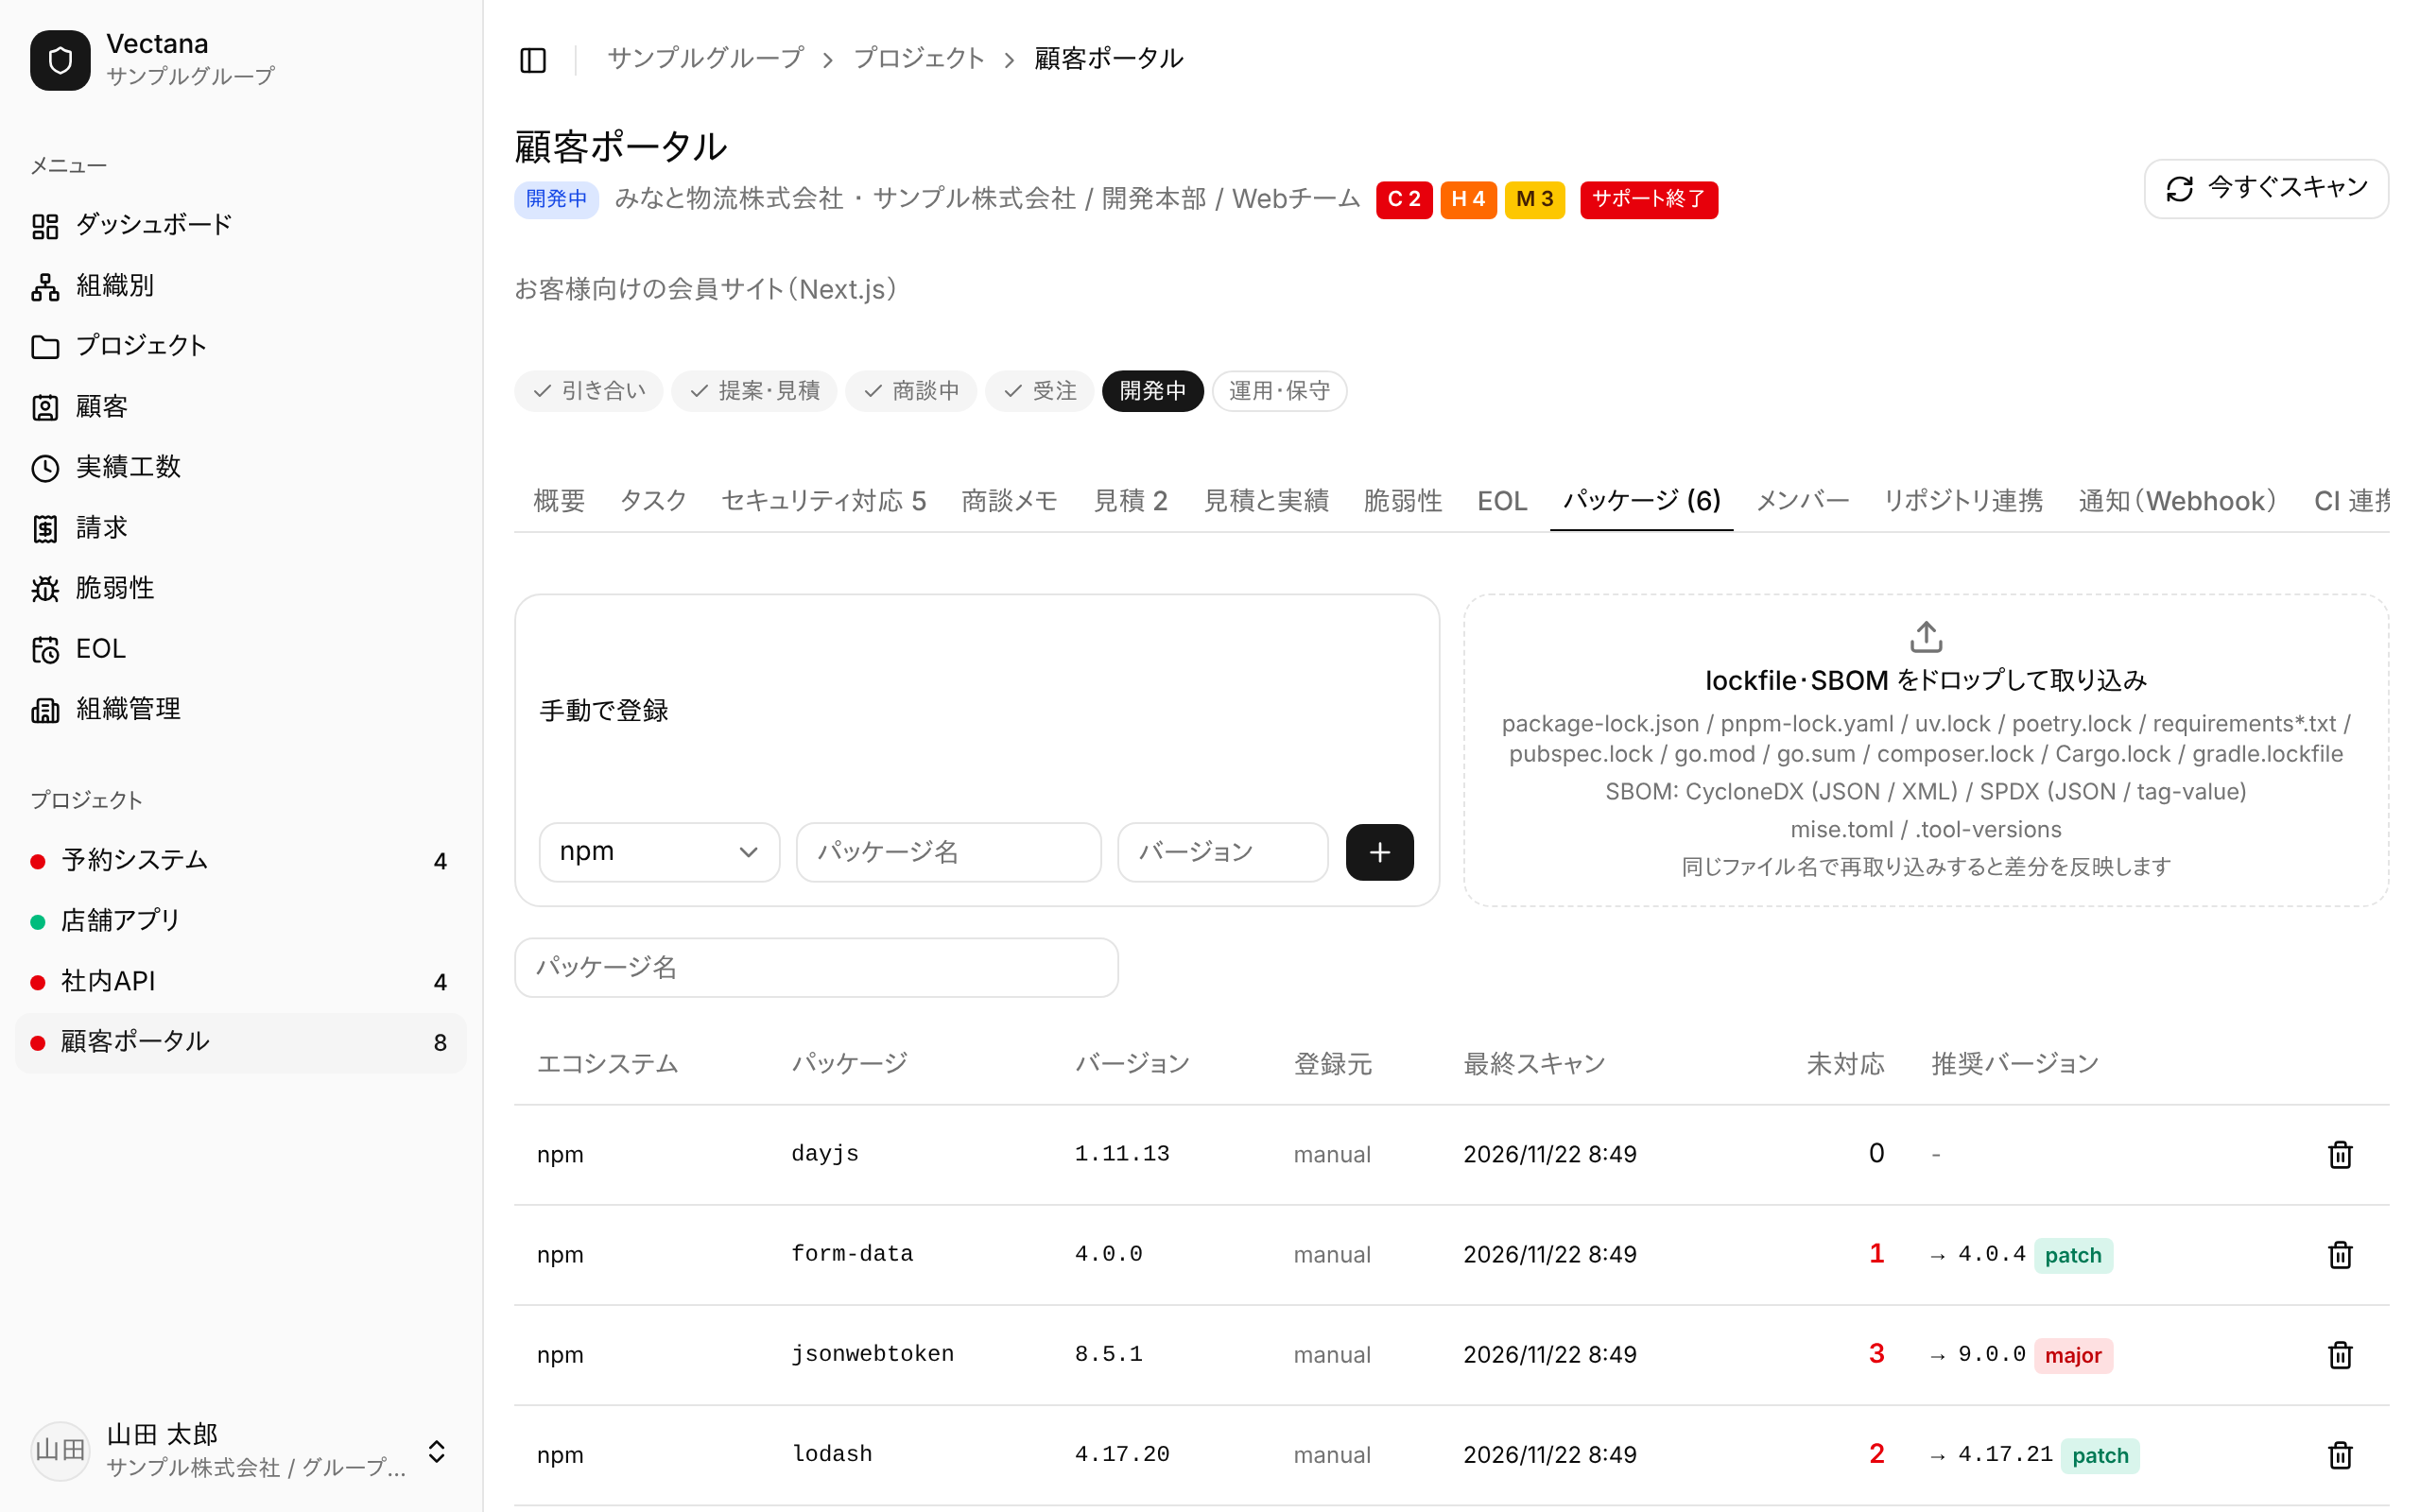 Vectana
サンプルグループ
メニュー
ダッシュボード
組織別
プロジェクト
顧客
実績工数
請求
脆弱性
EOL
組織管理
プロジェクト
予約システム 4
店舗アプリ
社内API 4
顧客ポータル 8
山田
山田 太郎
サンプル株式会社 / グループ...
サンプルグループ > プロジェクト > 顧客ポータル
顧客ポータル
開発中 みなと物流株式会社・サンプル株式会社 / 開発本部 / Webチーム C 2 H 4 M 3 サポート終了
今すぐスキャン
お客様向けの会員サイト（Next.js）
引き合い 提案・見積 商談中 受注 開発中 運用・保守
概要 タスク セキュリティ対応 5 商談メモ 見積 2 見積と実績 脆弱性 EOL パッケージ (6) メンバー リポジトリ連携 通知（Webhook） CI 連携
手動で登録
npm パッケージ名 バージョン +
lockfile・SBOM をドロップして取り込み
package-lock.json / pnpm-lock.yaml / uv.lock / poetry.lock / requirements*.txt /
pubspec.lock / go.mod / go.sum / composer.lock / Cargo.lock / gradle.lockfile
SBOM: CycloneDX (JSON / XML) / SPDX (JSON / tag-value)
mise.toml / .tool-versions
同じファイル名で再取り込みすると差分を反映します
パッケージ名
エコシステム パッケージ バージョン 登録元 最終スキャン 未対応 推奨バージョン
npm dayjs 1.11.13 manual 2026/11/22 8:49 0 -
npm form-data 4.0.0 manual 2026/11/22 8:49 1 → 4.0.4 patch
npm jsonwebtoken 8.5.1 manual 2026/11/22 8:49 3 → 9.0.0 major
npm lodash 4.17.20 manual 2026/11/22 8:49 2 → 4.17.21 patch